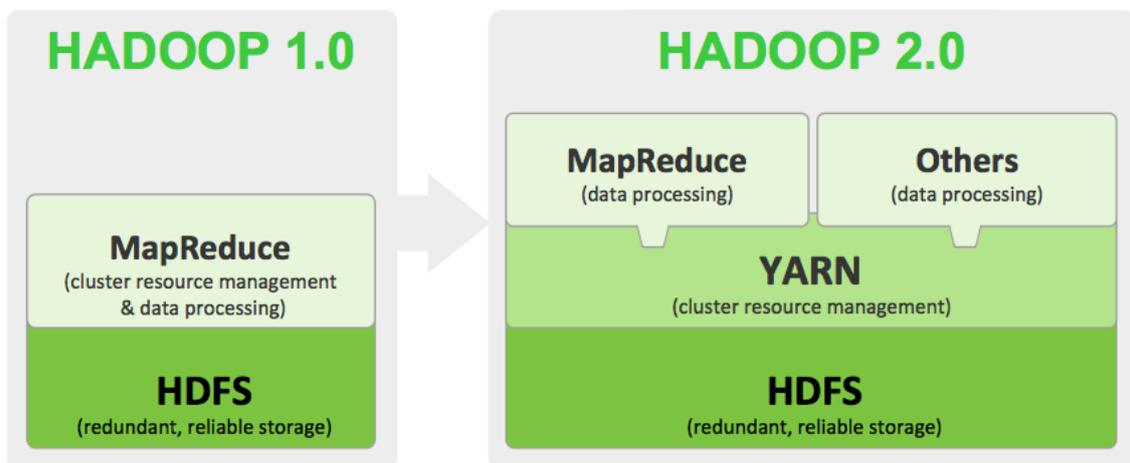 HADOOP 1.0
MapReduce
(cluster resource management
& data processing)
HDFS
(redundant, reliable storage)
HADOOP 2.0
MapReduce
(data processing)
Others
(data processing)
YARN
(cluster resource management)
HDFS
(redundant, reliable storage)